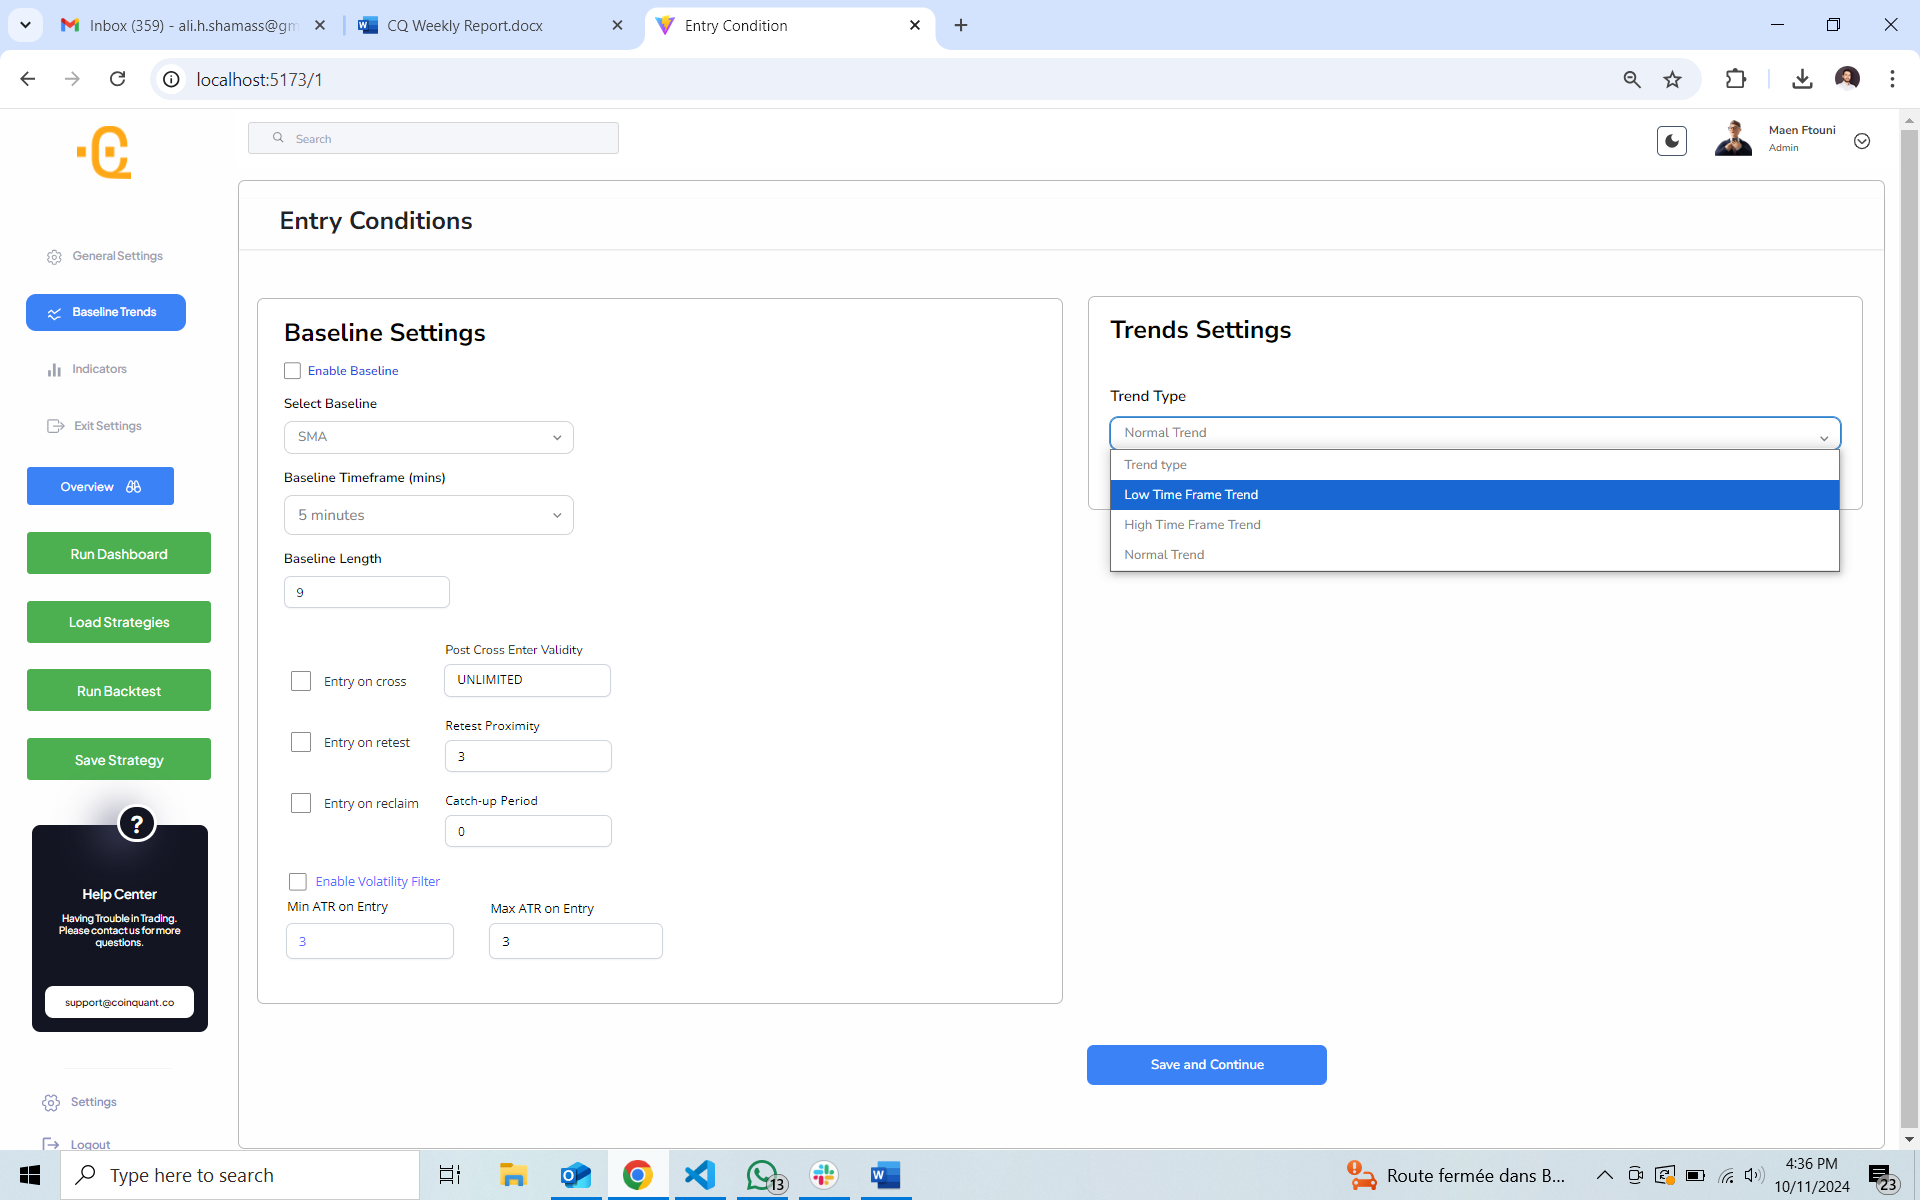 Inbox (359) - ali.h.shamass@gm
CQ Weekly Report.docx
Entry Condition
localhost:5173/1
Search
Maen Ftouni
Admin
Entry Conditions
General Settings
Baseline Trends
Indicators
Exit Settings
Overview
Run Dashboard
Load Strategies
Run Backtest
Save Strategy
?
Help Center
Having Trouble in Trading.
Please contact us for more
questions.
support@coinquant.co
Settings
Logout
Baseline Settings
Enable Baseline
Select Baseline
SMA
Baseline Timeframe (mins)
5 minutes
Baseline Length
9
Post Cross Enter Validity
Entry on cross
UNLIMITED
Retest Proximity
Entry on retest
3
Catch-up Period
Entry on reclaim
0
Enable Volatility Filter
Min ATR on Entry
Max ATR on Entry
3
3
Trends Settings
Trend Type
Normal Trend
Trend type
Low Time Frame Trend
High Time Frame Trend
Normal Trend
Save and Continue
Type here to search
13
Route fermée dans B...
4:36 PM
10/11/2024
23